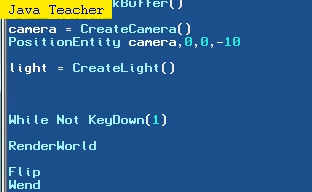 Java Teacher
kBuffer()
camera = CreateCamera()
PositionEntity camera,0,0,-10
light = CreateLight()
While Not KeyDown(1)
RenderWorld
Flip
Wend